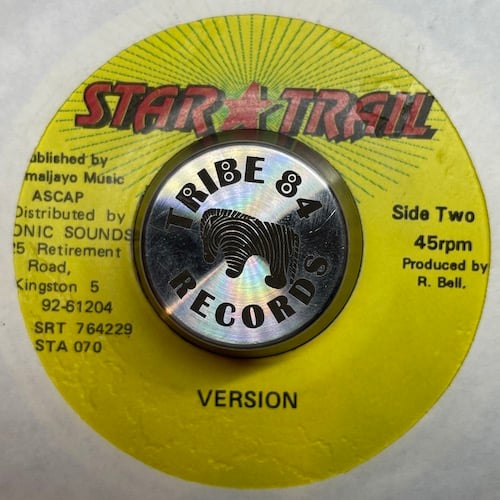 STAR★TRAIL
ublished by
maljayo Music
ASCAP
Distributed by
ONIC SOUNDS
25 Retirement
Road,
Kingston 5
92-61204
SRT 764229
STA 070
TRIBE 84
RECORDS
Side Two
45rpm
Produced by
R. Bell.
VERSION